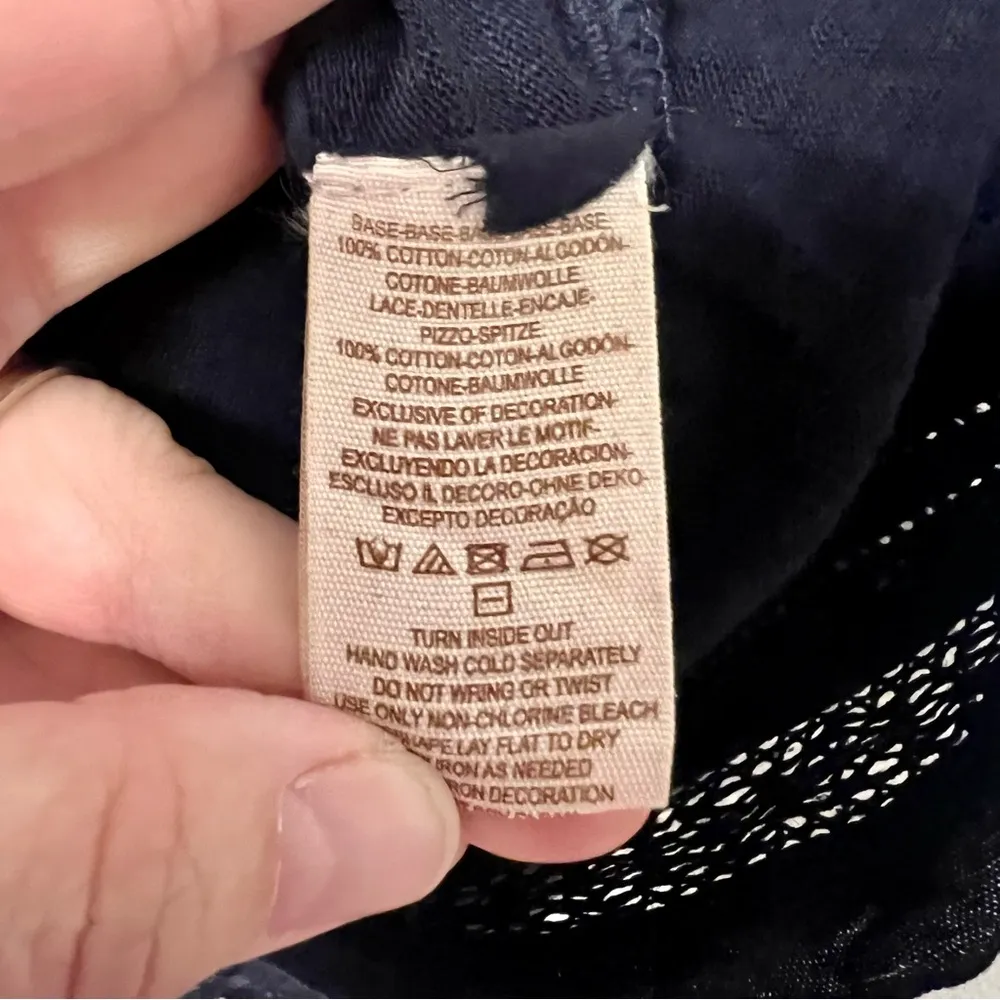 BASE-BASE-BASE-BASE-BASE
100% COTTON-COTON-ALGODÓN-
COTONE-BAUMWOLLE
LACE-DENTELLE-ENCAJE-
PIZZO-SPITZE
100% COTTON-COTON-ALGODÓN-
COTONE-BAUMWOLLE
EXCLUSIVE OF DECORATION-
NE PAS LAVER LE MOTIF-
EXCLUYENDO LA DECORACION-
ESCLUSO IL DECORO-OHNE DEKO-
EXCEPTO DECORAÇÃO
TURN INSIDE OUT
HAND WASH COLD SEPARATELY
DO NOT WRING OR TWIST
USE ONLY NON-CHLORINE BLEACH
LAY FLAT TO DRY
IRON AS NEEDED
DECORATION